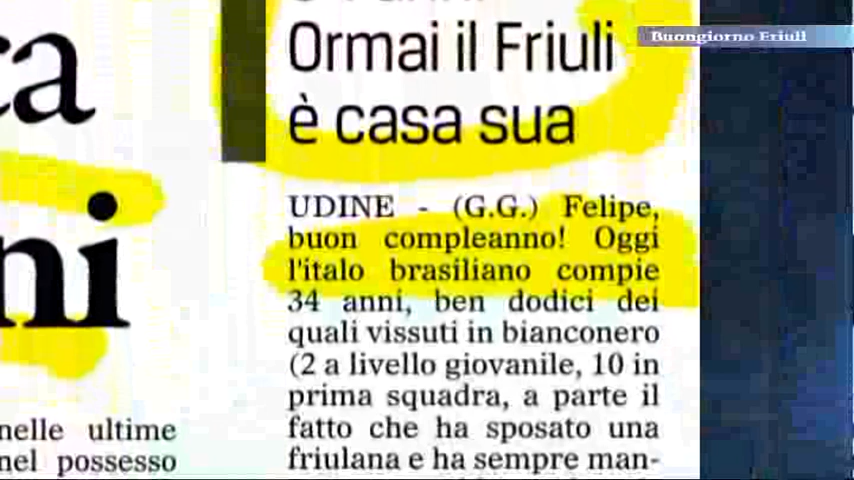 Buongiorno Friuli
Ormai il Friuli
è casa sua
UDINE - (G.G.) Felipe,
buon compleanno! Oggi
l'italo brasiliano compie
34 anni, ben dodici dei
quali vissuti in bianconero
(2 a livello giovanile, 10 in
prima squadra, a parte il
fatto che ha sposato una
friulana e ha sempre man-
ca
ni
nelle ultime
nel possesso